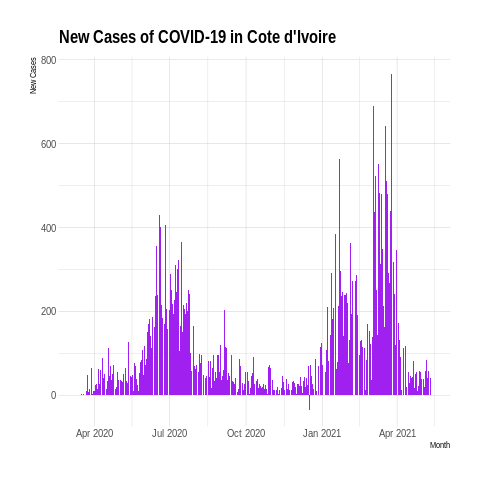 New Cases of COVID-19 in Cote d'Ivoire
New Cases
800
600
400
200
0
Apr 2020 Jul 2020 Oct 2020 Jan 2021 Apr 2021
Month